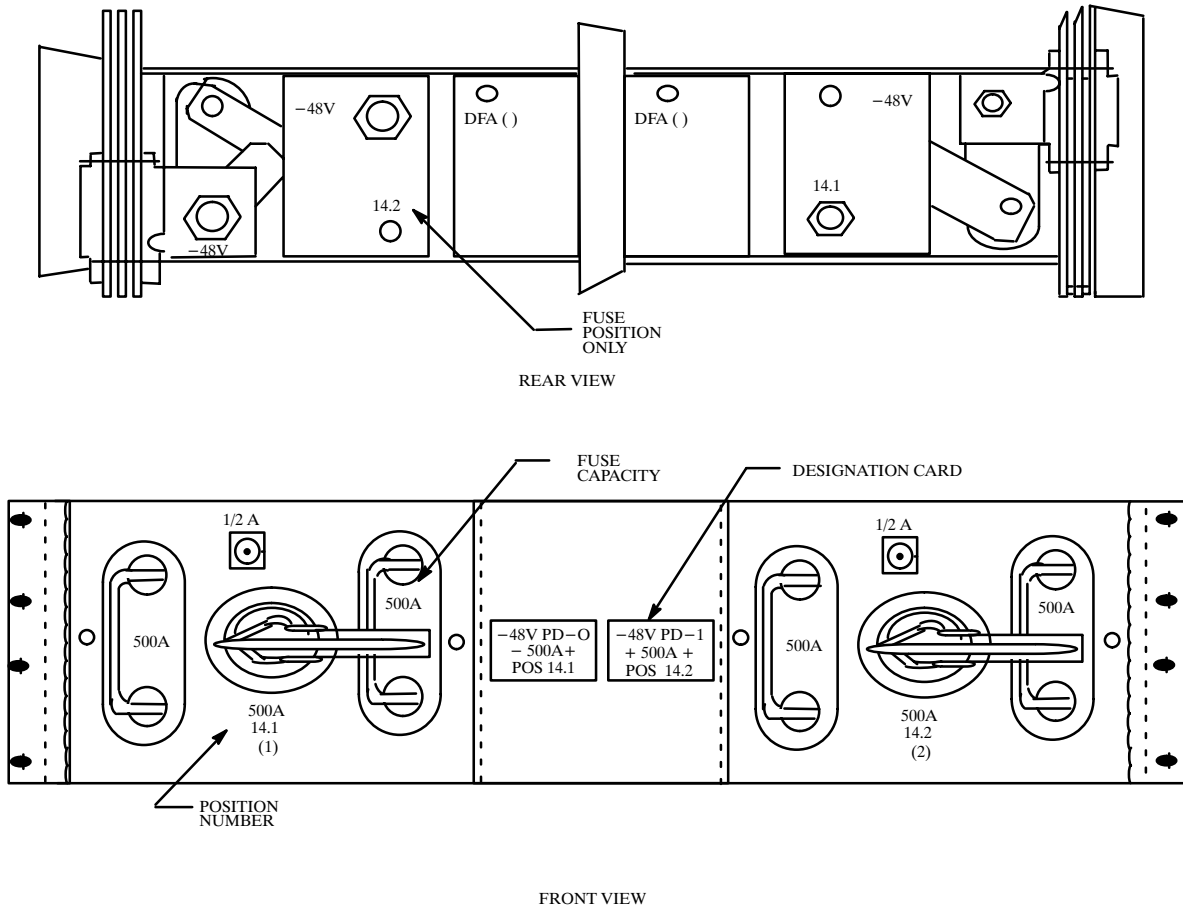 −48V
DFA ( )
DFA ( )
−48V
14.2
14.1
−48V
FUSE
POSITION
ONLY
REAR VIEW
FUSE
CAPACITY
DESIGNATION CARD
1/2 A
1/2 A
500A
500A
500A
500A
−48V PD−O
− 500A+
POS 14.1
−48V PD−1
+ 500A +
POS 14.2
500A
14.1
(1)
500A
14.2
(2)
POSITION
NUMBER
FRONT VIEW